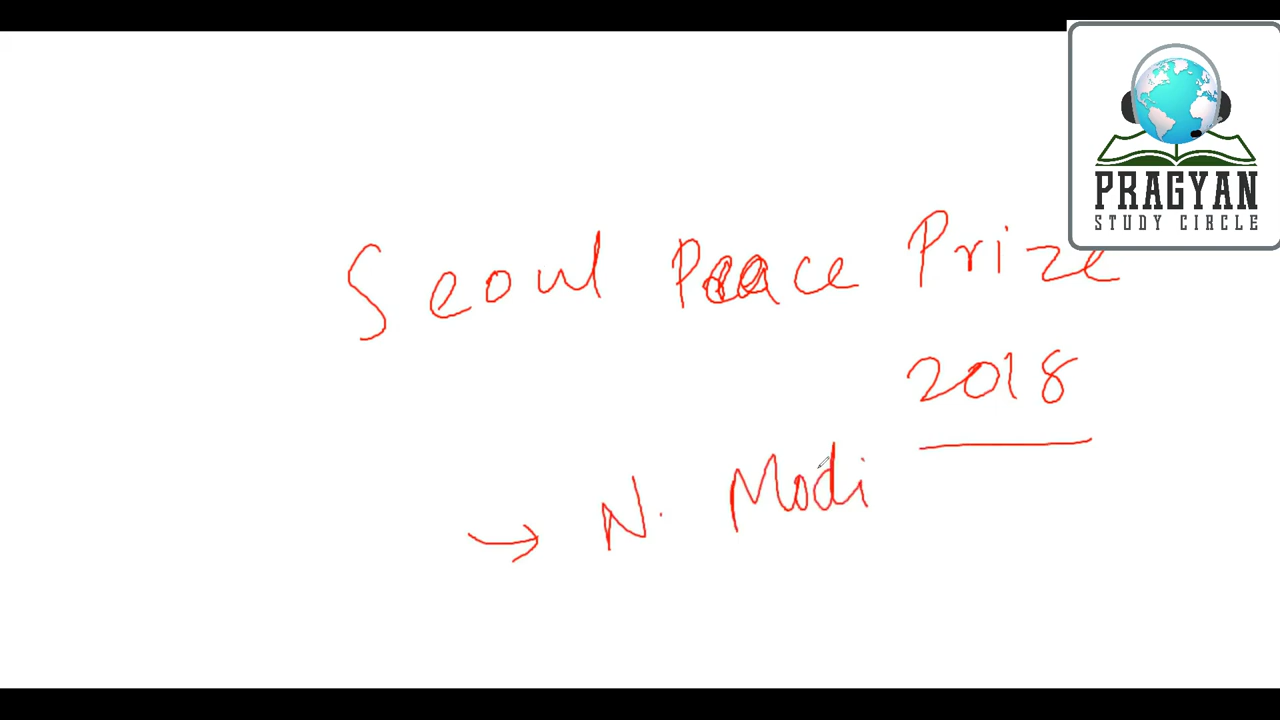 PRAGYAN
STUDY CIRCLE
Seoul Peace Prize
2018
→ N. Modi